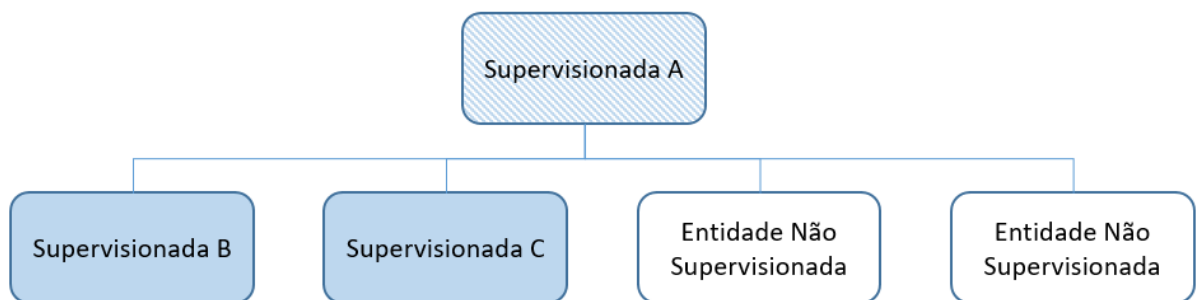 Supervisionada A
Supervisionada B
Supervisionada C
Entidade Não
Supervisionada
Entidade Não
Supervisionada